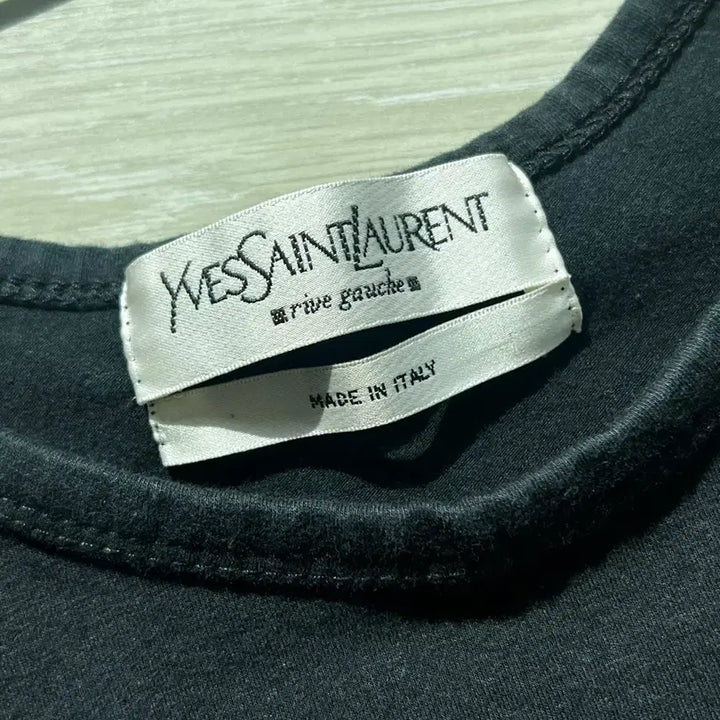 YVESSAINTLAURENT
rive gauche
MADE IN ITALY